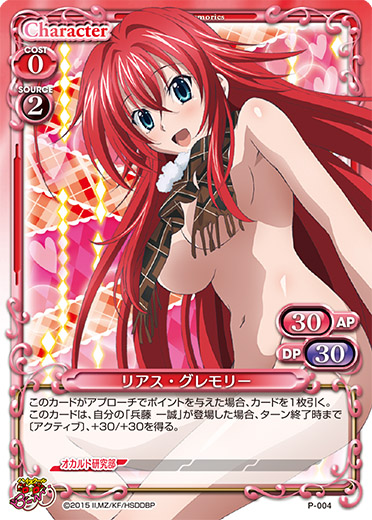 Character
COST
0
SOURCE
2
30 AP
DP 30
リアス・グレモリー
このカードがアプローチでポイントを与えた場合、カードを1枚引く。
このカードは、自分の「兵藤 一誠」が登場した場合、ターン終了時まで
〔アクティブ〕、+30/+30を得る。
オカルト研究部
©2015 II,MZ/KF/HSDDBP
P-004